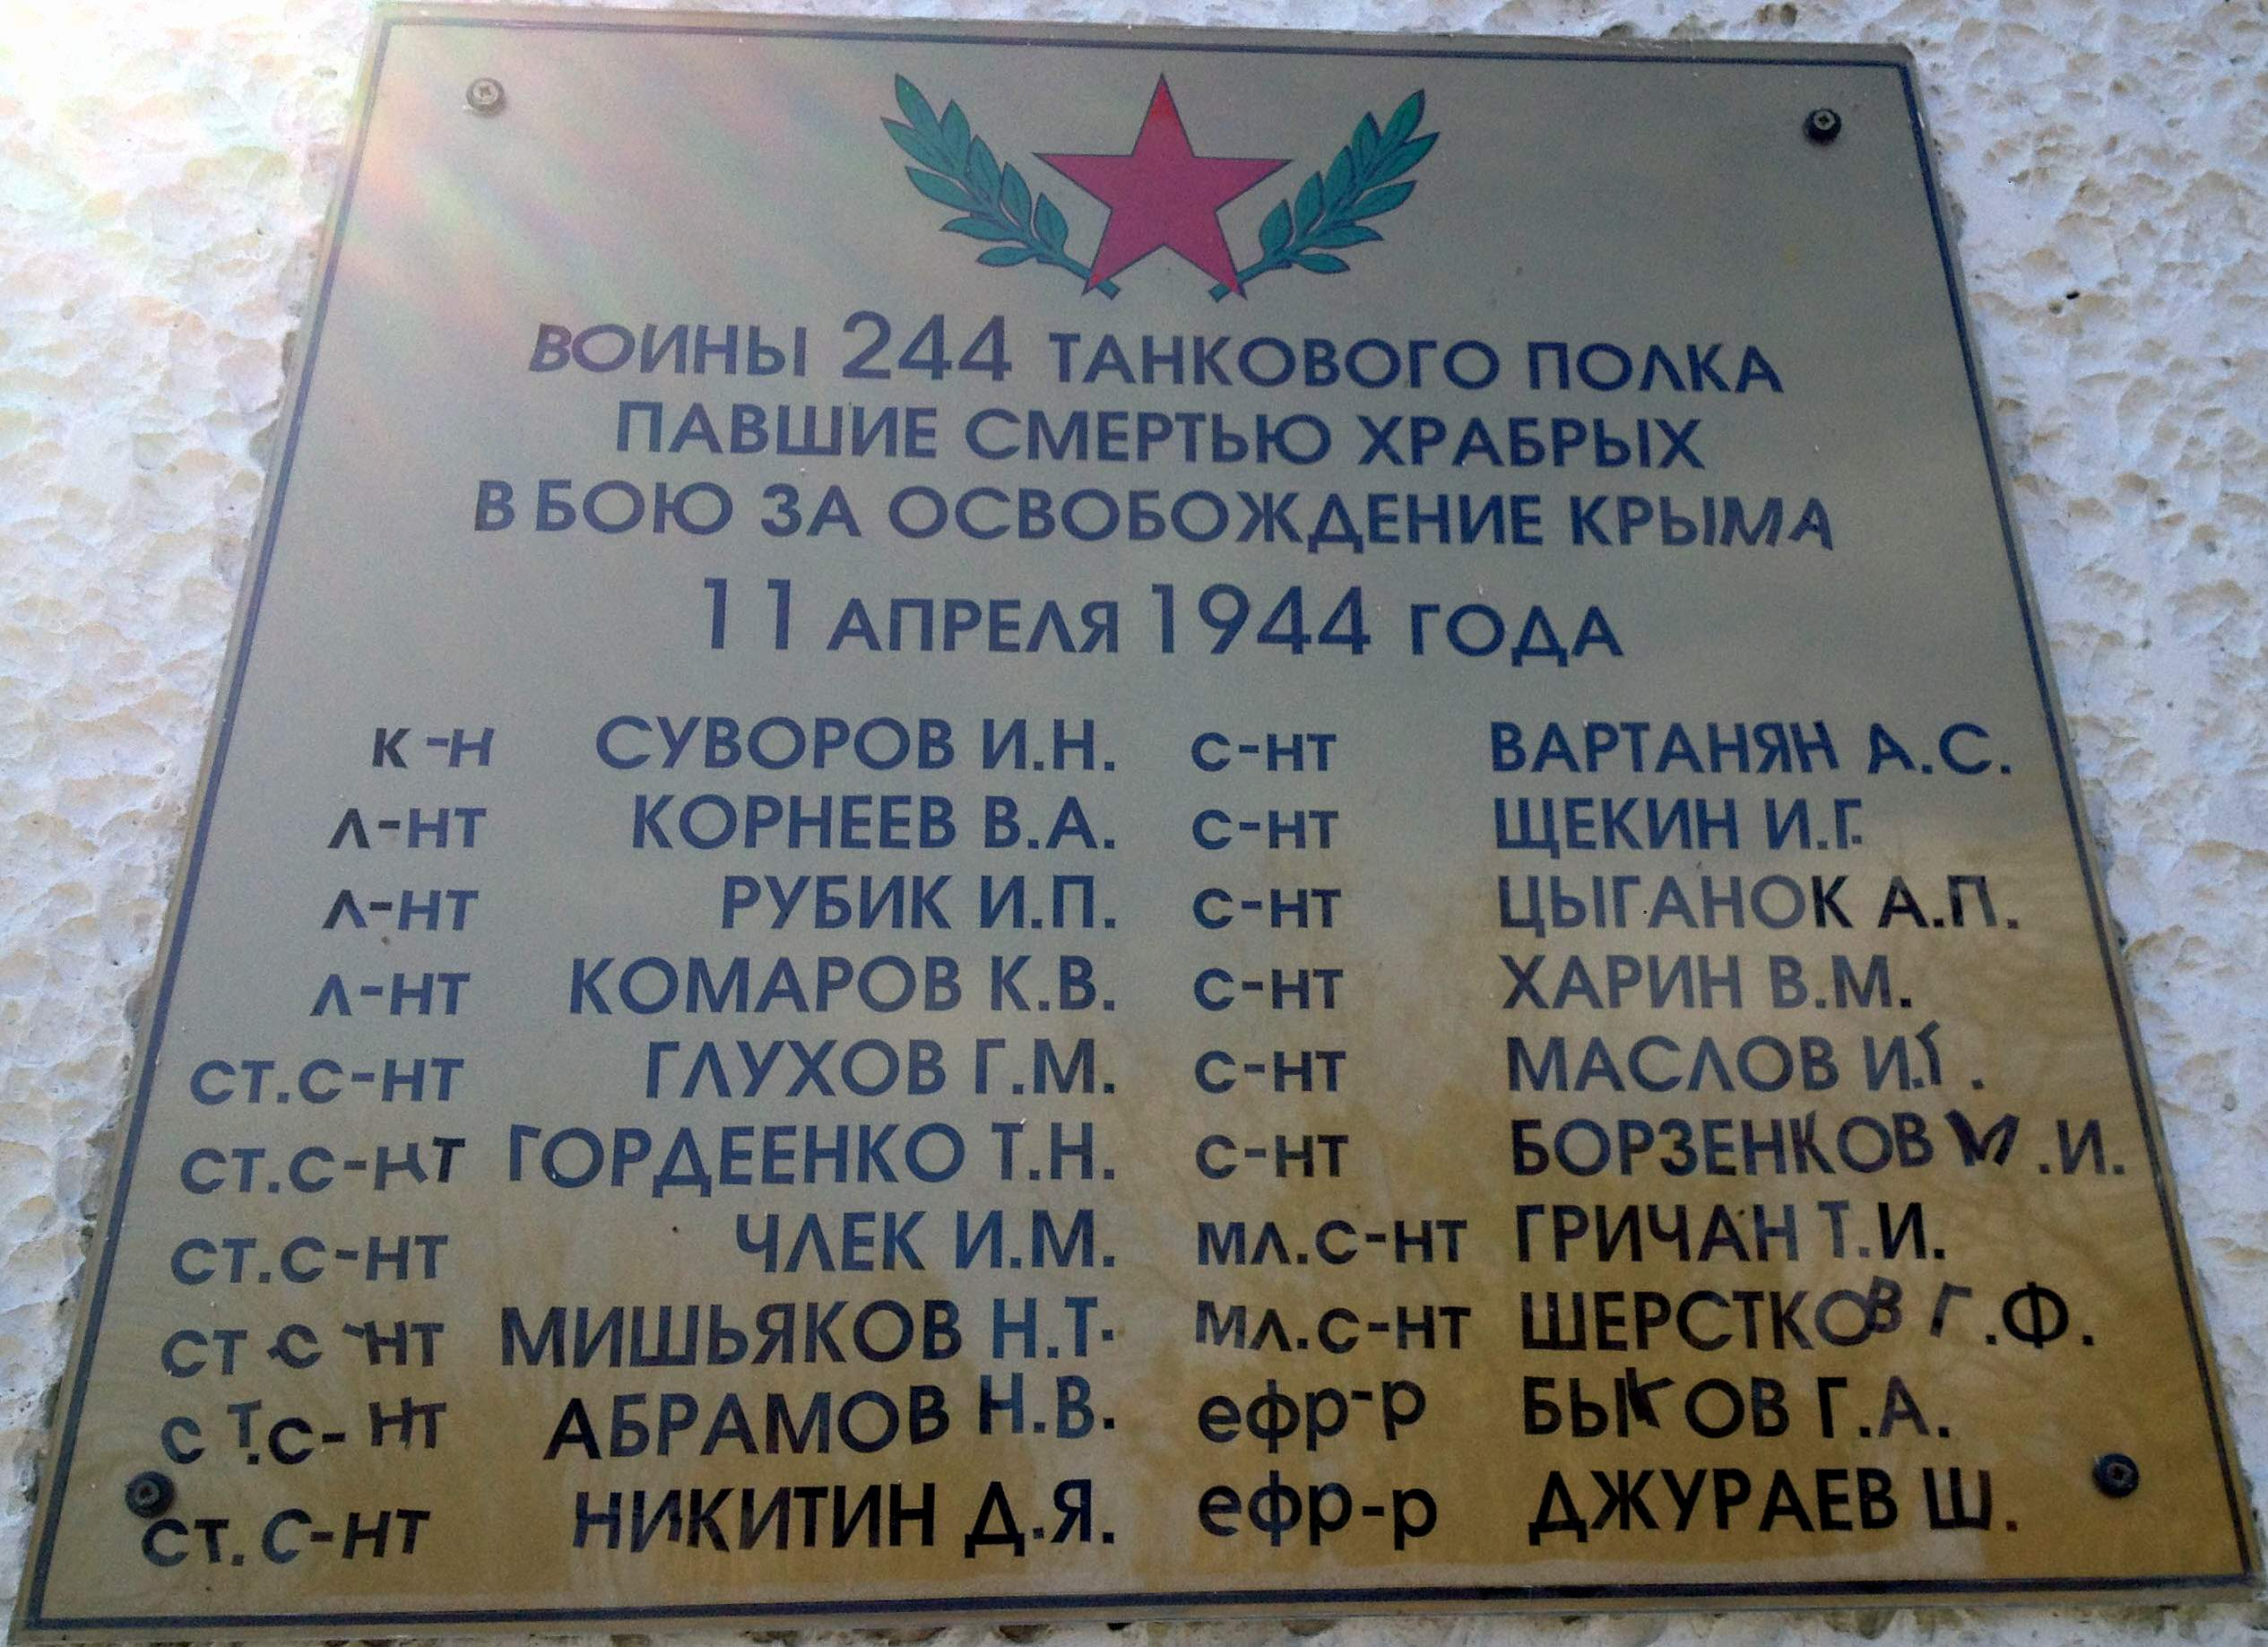 ВОИНЫ 244 ТАНКОВОГО ПОЛКА
ПАВШИЕ СМЕРТЬЮ ХРАБРЫХ
В БОЮ ЗА ОСВОБОЖДЕНИЕ КРЫМА
11 АПРЕЛЯ 1944 ГОДА
к-н СУВОРОВ И.Н. с-нт ВАРТАНЯН А.С.
л-нт КОРНЕЕВ В.А. с-нт ЩЕКИН И.Г.
л-нт РУБИК И.П. с-нт ЦЫГАНОК А.П.
л-нт КОМАРОВ К.В. с-нт ХАРИН В.М.
ст.с-нт ГЛУХОВ Г.М. с-нт МАСЛОВ И.Г.
ст.с-нт ГОРДЕЕНКО Т.Н. с-нт БОРЗЕНКОВ М.И.
ст.с-нт ЧЛЕК И.М. мл.с-нт ГРИЧАН Т.И.
ст.с-нт МИШЬЯКОВ Н.Т. мл.с-нт ШЕРСТКОВ Г.Ф.
ст.с-нт АБРАМОВ Н.В. ефр-р БЫКОВ Г.А.
ст.с-нт НИКИТИН Д.Я. ефр-р ДЖУРАЕВ Ш.